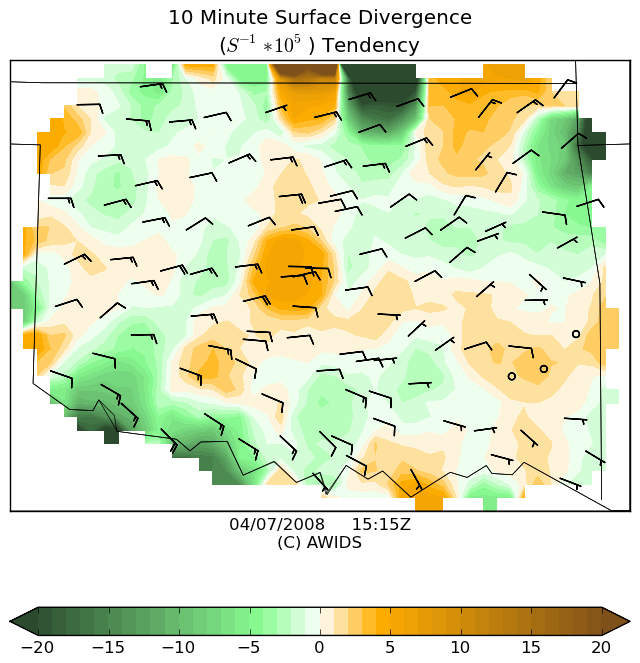 10 Minute Surface Divergence
(S⁻¹ * 10⁵ ) Tendency
04/07/2008 15:15Z
(C) AWIDS
−20 −15 −10 −5 0 5 10 15 20